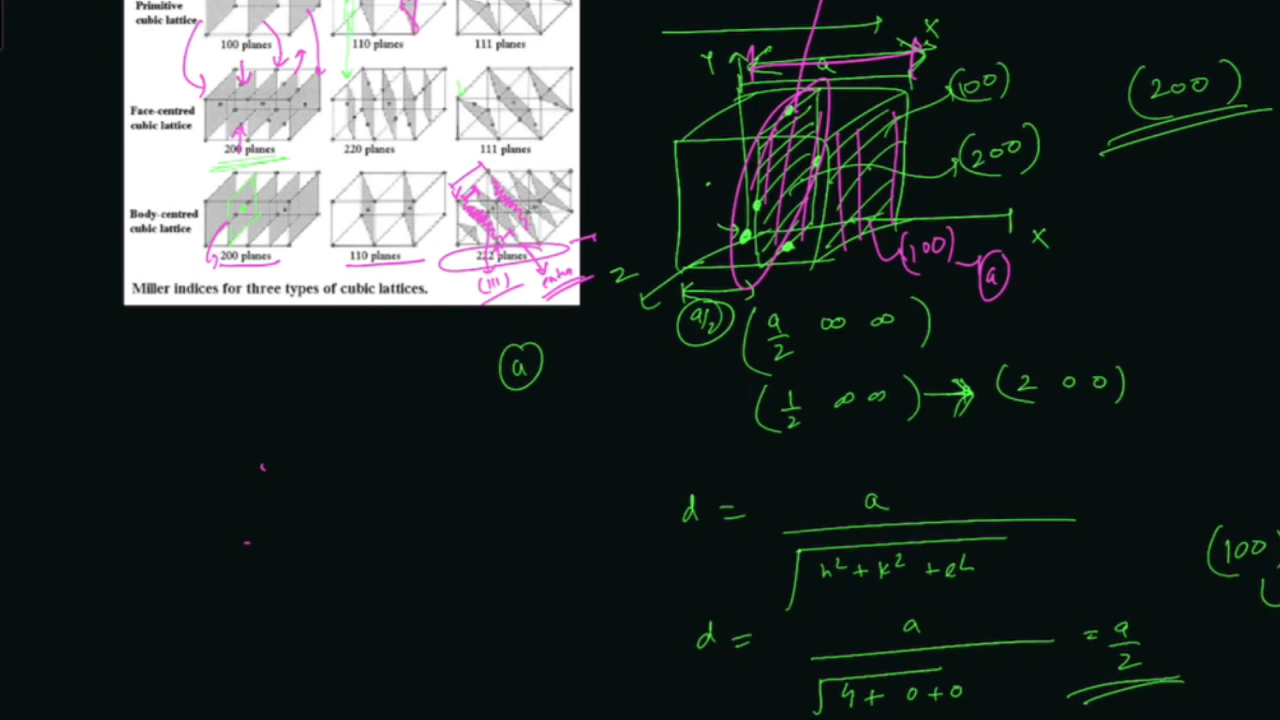 Primitive
cubic lattice
100 planes 110 planes 111 planes
Face-centred
cubic lattice
200 planes 220 planes 111 planes
Body-centred
cubic lattice
200 planes 110 planes 222 planes
(111)
Miller indices for three types of cubic lattices.
a
X
Y
a
(100)
(200)
(200)
X
Z
(100) a
(a/2) (a/2 ∞ ∞)
(1/2 ∞ ∞) → (2 0 0)
a
d = a / √(h² + k² + l²)
(100
d = a / √(4 + 0 + 0) = a/2